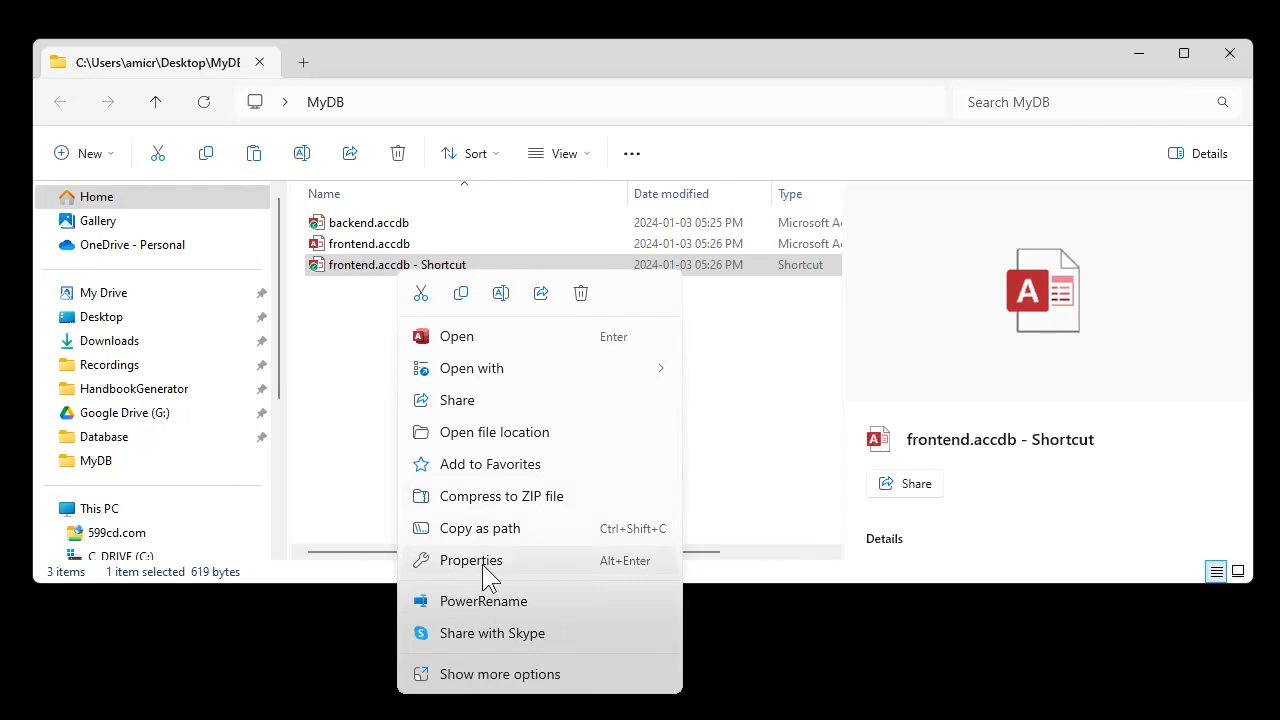 C:\Users\amicr\Desktop\MyDE
MyDB
Search MyDB
New
Sort
View
Details
Home
Gallery
OneDrive - Personal
My Drive
Desktop
Downloads
Recordings
HandbookGenerator
Google Drive (G:)
Database
MyDB
This PC
599cd.com
C_DRIVE (C:)
Name Date modified Type
backend.accdb 2024-01-03 05:25 PM Microsoft A
frontend.accdb 2024-01-03 05:26 PM Microsoft A
frontend.accdb - Shortcut 2024-01-03 05:26 PM Shortcut
Open Enter
Open with
Share
Open file location
Add to Favorites
Compress to ZIP file
Copy as path Ctrl+Shift+C
Properties Alt+Enter
PowerRename
Share with Skype
Show more options
A
frontend.accdb - Shortcut
Share
Details
3 items 1 item selected 619 bytes